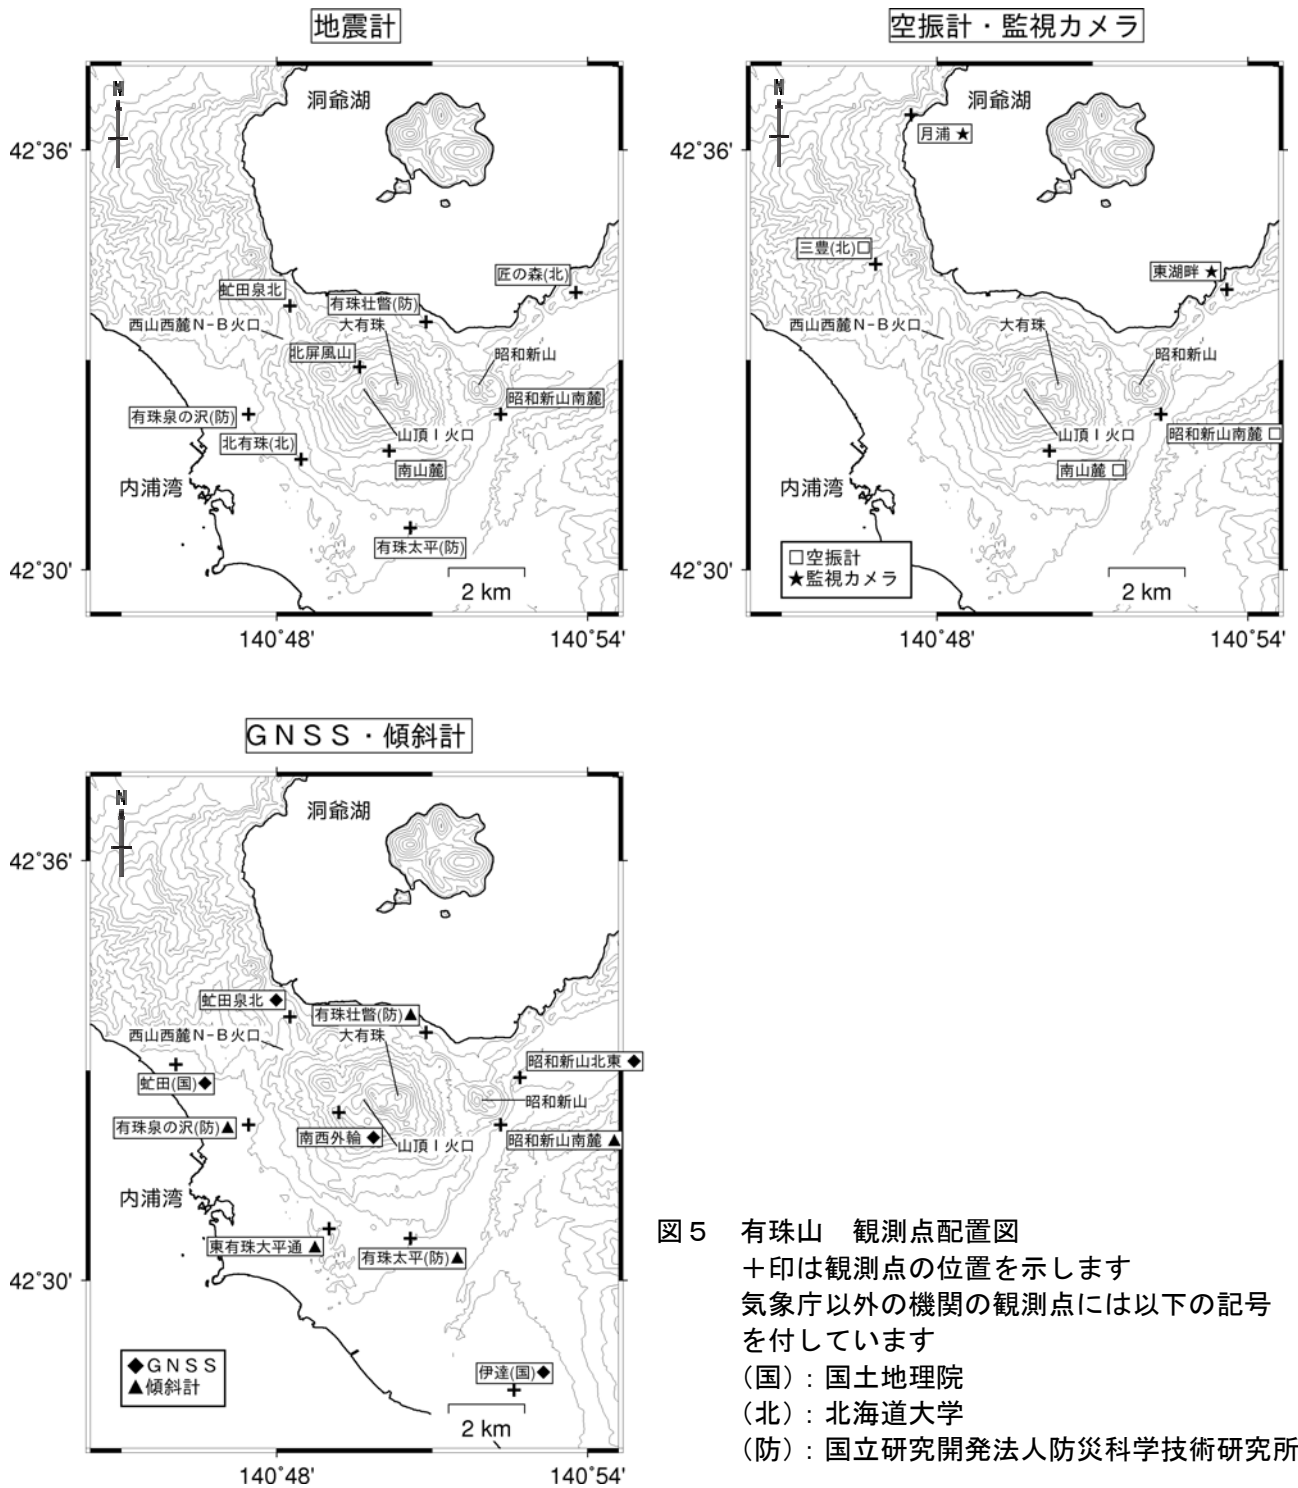 地震計
N
洞爺湖
42°36'
匠の森(北)
虻田泉北
有珠壮瞥(防)
西山西麓N-B火口
大有珠
北屏風山
昭和新山
昭和新山南麓
有珠泉の沢(防)
北有珠(北)
山頂I火口
南山麓
内浦湾
有珠太平(防)
42°30'
2 km
140°48'
140°54'
空振計・監視カメラ
N
洞爺湖
月浦 ★
42°36'
三豊(北)□
東湖畔 ★
西山西麓N-B火口
大有珠
昭和新山
山頂I火口
昭和新山南麓 □
南山麓 □
内浦湾
□空振計
★監視カメラ
42°30'
2 km
140°48'
140°54'
GNSS・傾斜計
N
洞爺湖
42°36'
虻田泉北 ◆
有珠壮瞥(防)▲
西山西麓N-B火口
大有珠
昭和新山北東 ◆
虻田(国)◆
昭和新山
有珠泉の沢(防)▲
南西外輪 ◆
山頂I火口
昭和新山南麓 ▲
内浦湾
東有珠大平通 ▲
有珠太平(防)▲
42°30'
◆GNSS
▲傾斜計
伊達(国)◆
2 km
140°48'
140°54'
図5 有珠山 観測点配置図
+印は観測点の位置を示します
気象庁以外の機関の観測点には以下の記号
を付しています
(国):国土地理院
(北):北海道大学
(防):国立研究開発法人防災科学技術研究所